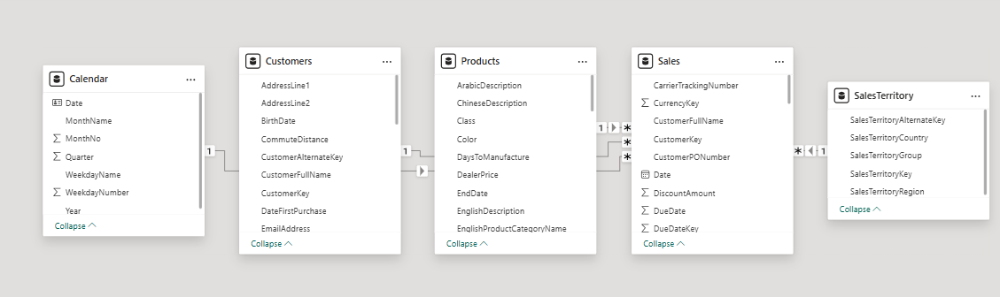 Calendar
Date
MonthName
MonthNo
Quarter
WeekdayName
WeekdayNumber
Year
Collapse
1
Customers
AddressLine1
AddressLine2
BirthDate
CommuteDistance
CustomerAlternateKey
CustomerFullName
CustomerKey
DateFirstPurchase
EmailAddress
Collapse
1
Products
ArabicDescription
ChineseDescription
Class
Color
DaysToManufacture
DealerPrice
EndDate
EnglishDescription
EnglishProductCategoryName
Collapse
1
*
*
*
Sales
CarrierTrackingNumber
CurrencyKey
CustomerFullName
CustomerKey
CustomerPONumber
Date
DiscountAmount
DueDate
DueDateKey
Collapse
* 1
SalesTerritory
SalesTerritoryAlternateKey
SalesTerritoryCountry
SalesTerritoryGroup
SalesTerritoryKey
SalesTerritoryRegion
Collapse